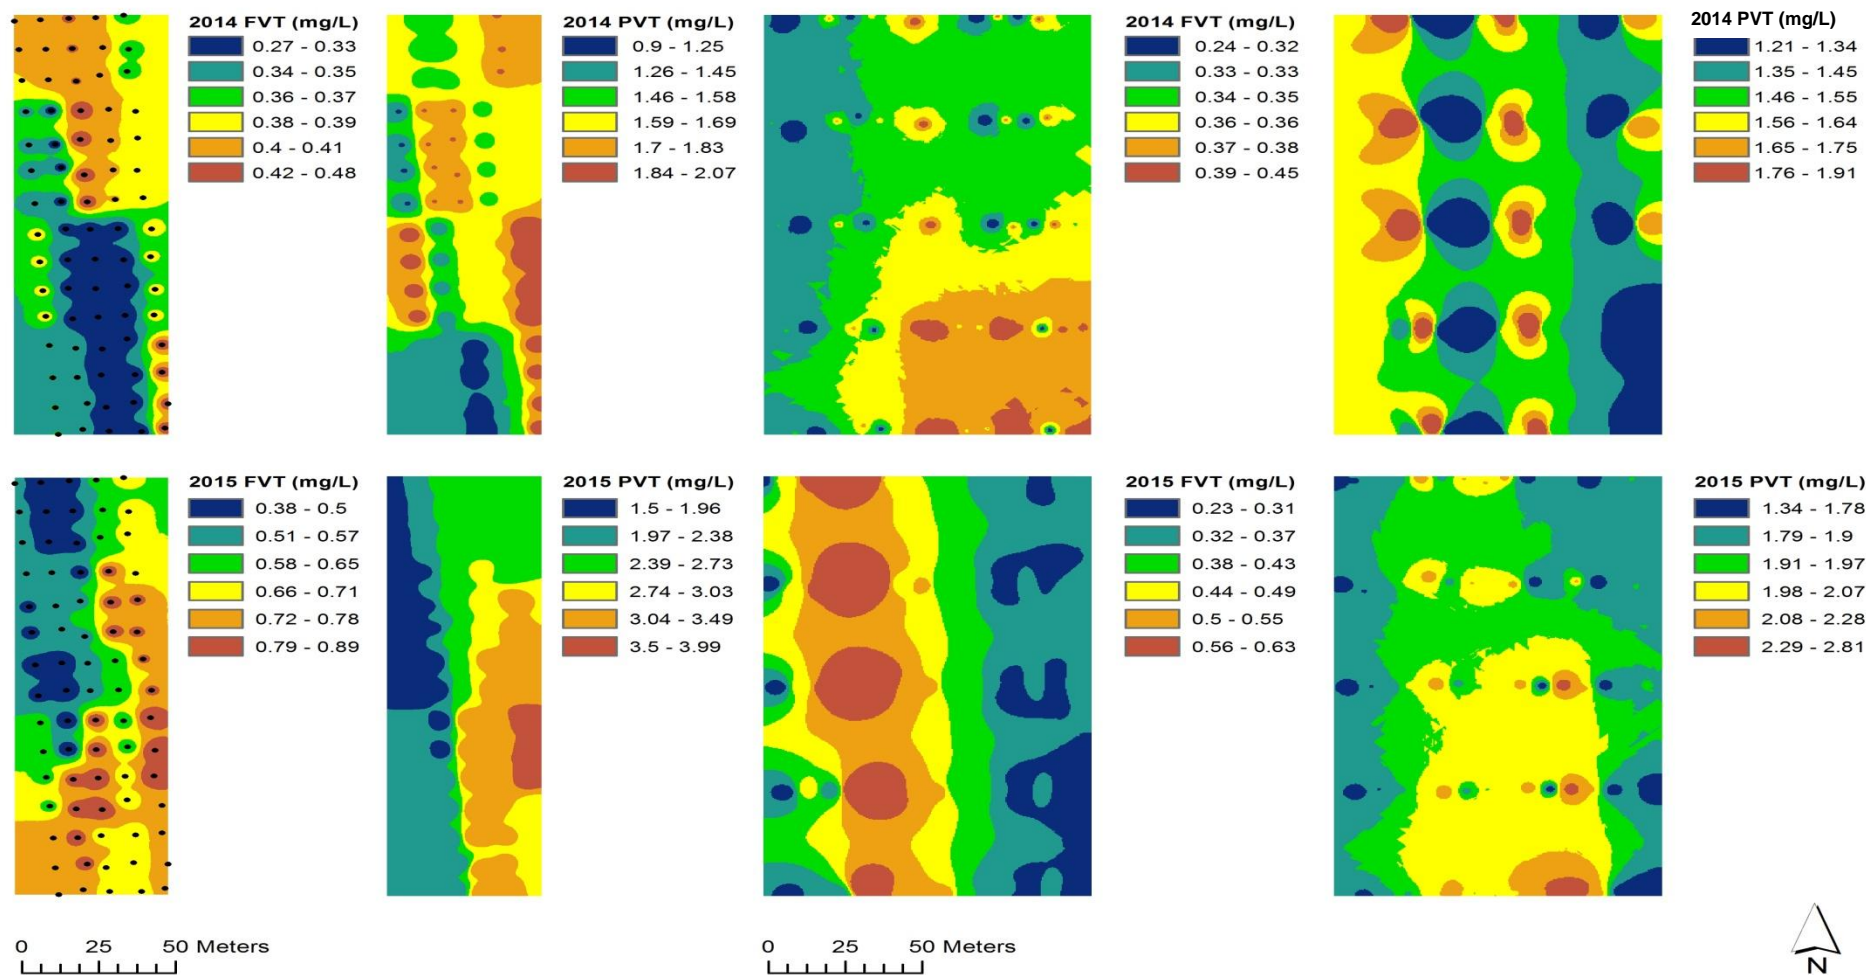 2014 FVT (mg/L)
0.27 - 0.33
0.34 - 0.35
0.36 - 0.37
0.38 - 0.39
0.4 - 0.41
0.42 - 0.48
2014 PVT (mg/L)
0.9 - 1.25
1.26 - 1.45
1.46 - 1.58
1.59 - 1.69
1.7 - 1.83
1.84 - 2.07
2014 FVT (mg/L)
0.24 - 0.32
0.33 - 0.33
0.34 - 0.35
0.36 - 0.36
0.37 - 0.38
0.39 - 0.45
2014 PVT (mg/L)
1.21 - 1.34
1.35 - 1.45
1.46 - 1.55
1.56 - 1.64
1.65 - 1.75
1.76 - 1.91
2015 FVT (mg/L)
0.38 - 0.5
0.51 - 0.57
0.58 - 0.65
0.66 - 0.71
0.72 - 0.78
0.79 - 0.89
2015 PVT (mg/L)
1.5 - 1.96
1.97 - 2.38
2.39 - 2.73
2.74 - 3.03
3.04 - 3.49
3.5 - 3.99
2015 FVT (mg/L)
0.23 - 0.31
0.32 - 0.37
0.38 - 0.43
0.44 - 0.49
0.5 - 0.55
0.56 - 0.63
2015 PVT (mg/L)
1.34 - 1.78
1.79 - 1.9
1.91 - 1.97
1.98 - 2.07
2.08 - 2.28
2.29 - 2.81
0 25 50 Meters
0 25 50 Meters
N